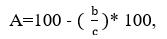 A=100 - (b/c)* 100,